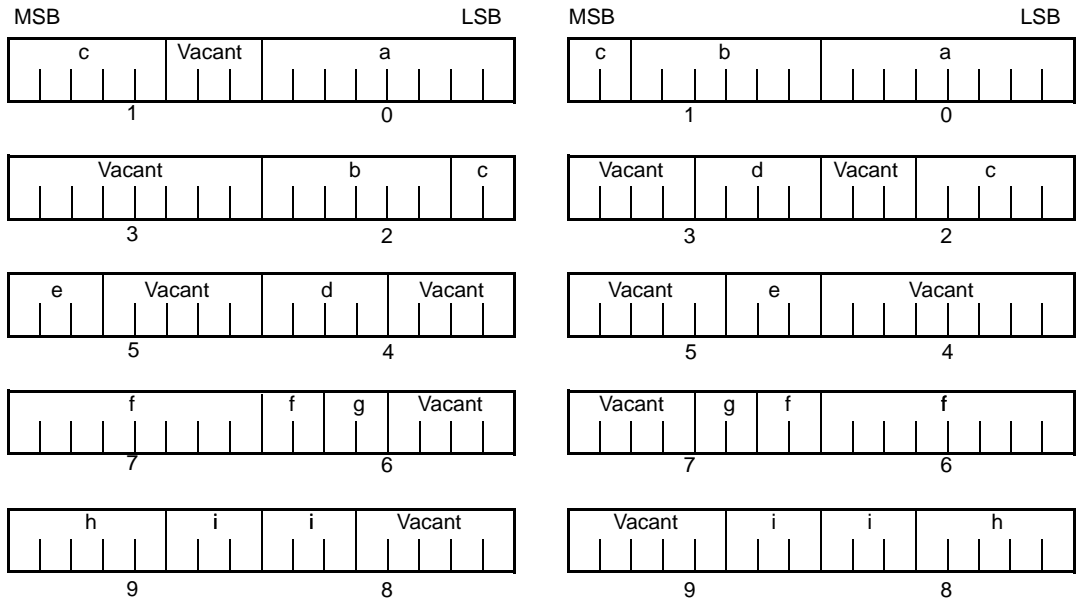 MSB LSB MSB LSB
c Vacant a c b a
1 0 1 0
Vacant b c Vacant d Vacant c
3 2 3 2
e Vacant d Vacant Vacant e Vacant
5 4 5 4
f f g Vacant Vacant g f f
7 6 7 6
h i i Vacant Vacant i i h
9 8 9 8